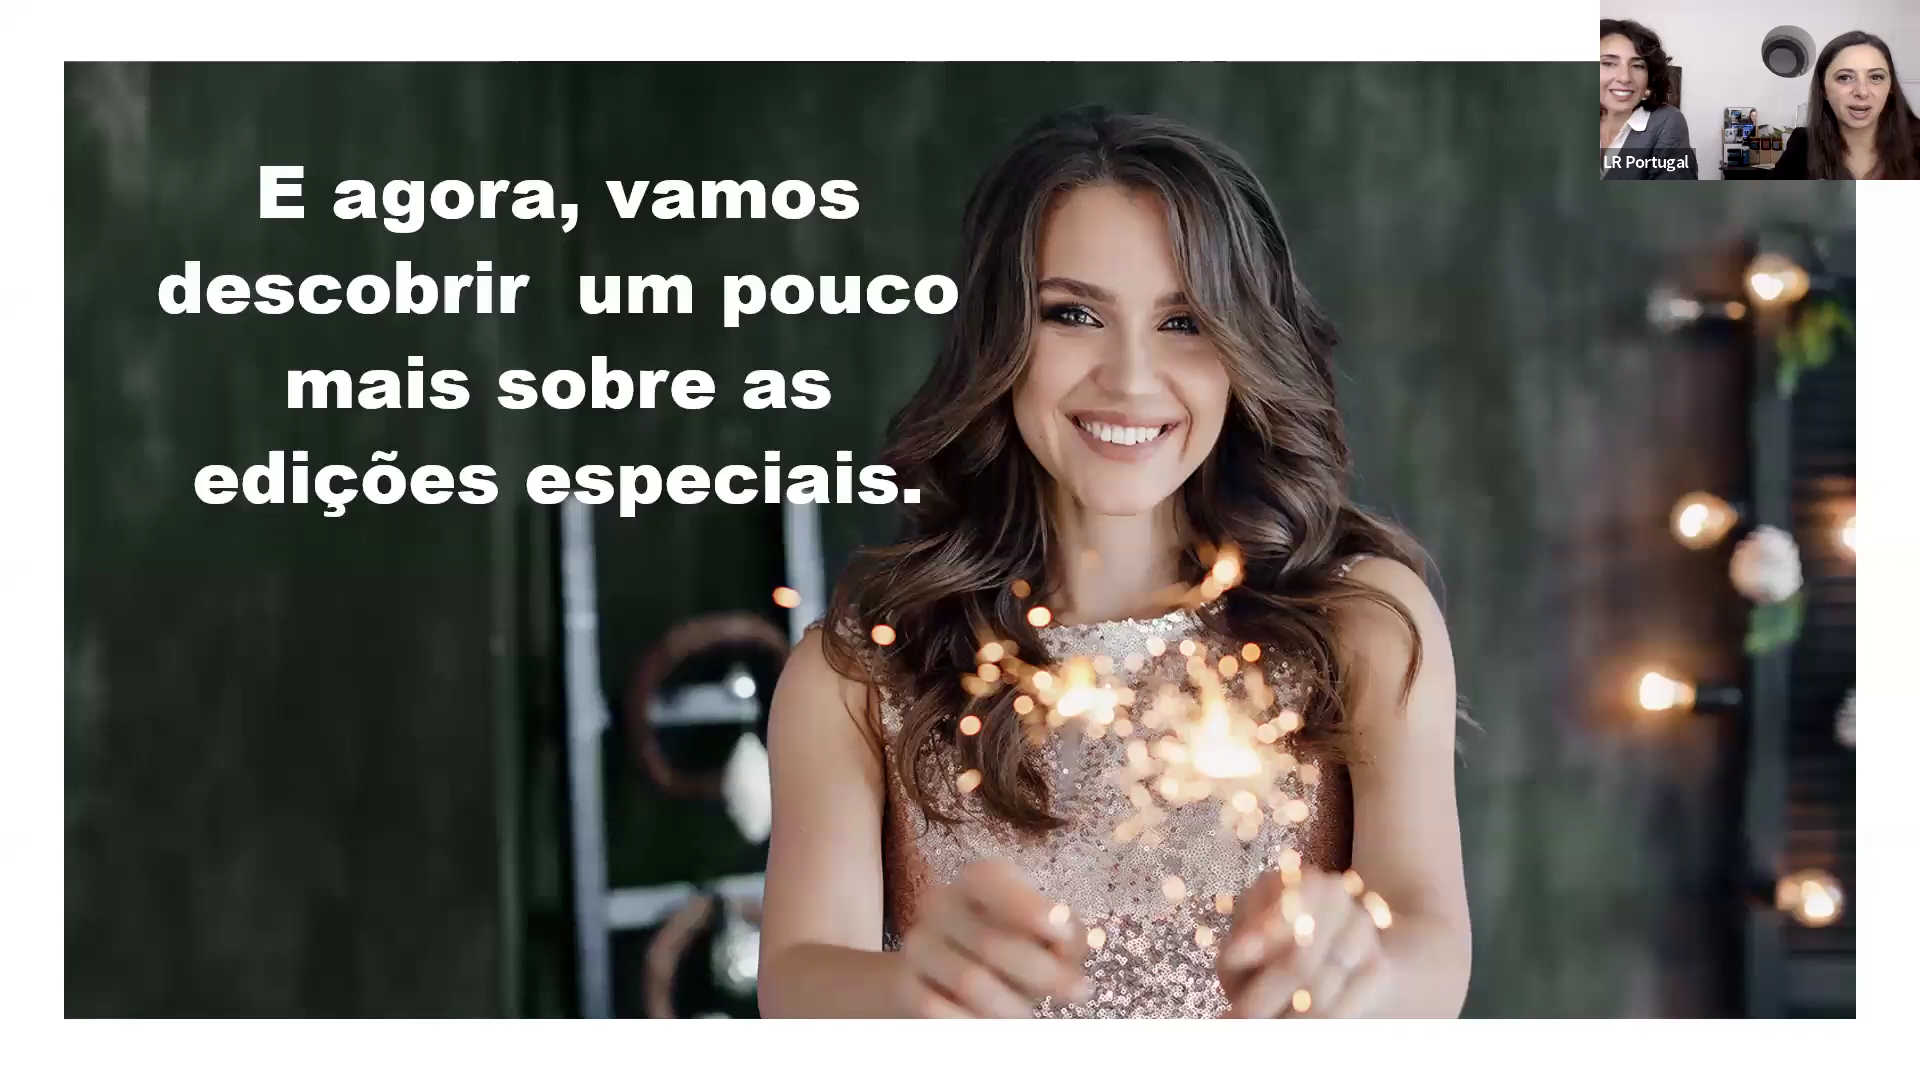 E agora, vamos
descobrir  um pouco
mais sobre as
edições especiais.
LR Portugal